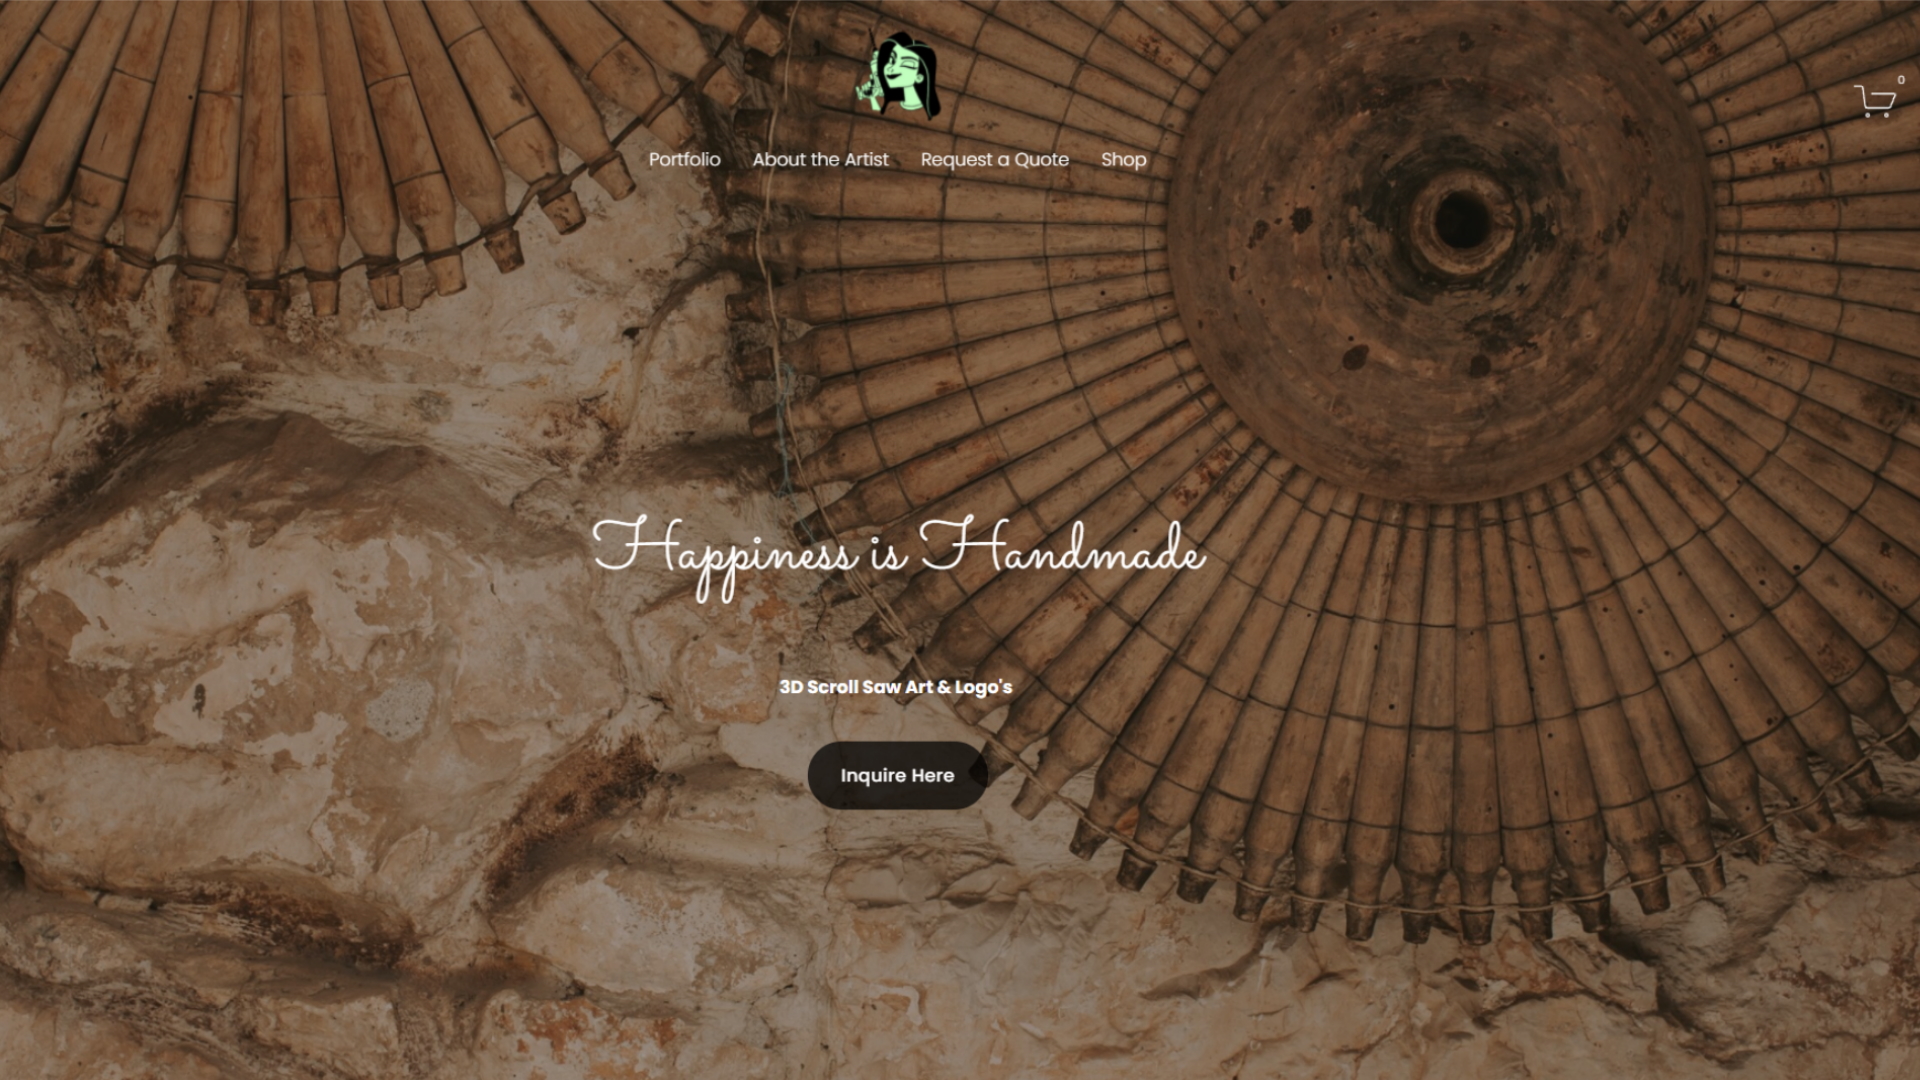 0
Portfolio About the Artist Request a Quote Shop
Happiness is Handmade
3D Scroll Saw Art & Logo's
Inquire Here